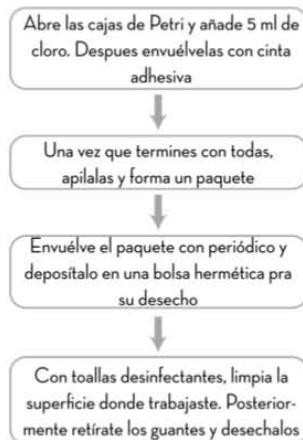 Abre las cajas de Petri y añade 5 ml de
cloro. Despues envuélvelas con cinta
adhesiva
Una vez que termines con todas,
apilalas y forma un paquete
Envuélve el paquete con periódico y
deposítalo en una bolsa hermética pra
su desecho
Con toallas desinfectantes, limpia la
superficie donde trabajaste. Posterior-
mente retírate los guantes y desechalos